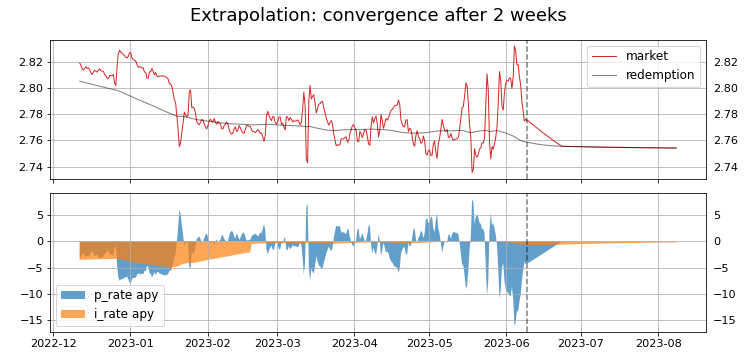 Extrapolation: convergence after 2 weeks
2.82 2.82
2.80 2.80
2.78 2.78
2.76 2.76
2.74 2.74
market
redemption
5 5
0 0
−5 −5
−10 −10
−15 −15
p_rate apy
i_rate apy
2022-12 2023-01 2023-02 2023-03 2023-04 2023-05 2023-06 2023-07 2023-08